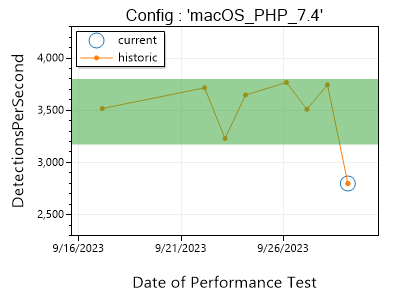 Config : 'macOS_PHP_7.4'
current
historic
DetectionsPerSecond
4,000
3,500
3,000
2,500
9/16/2023
9/21/2023
9/26/2023
Date of Performance Test